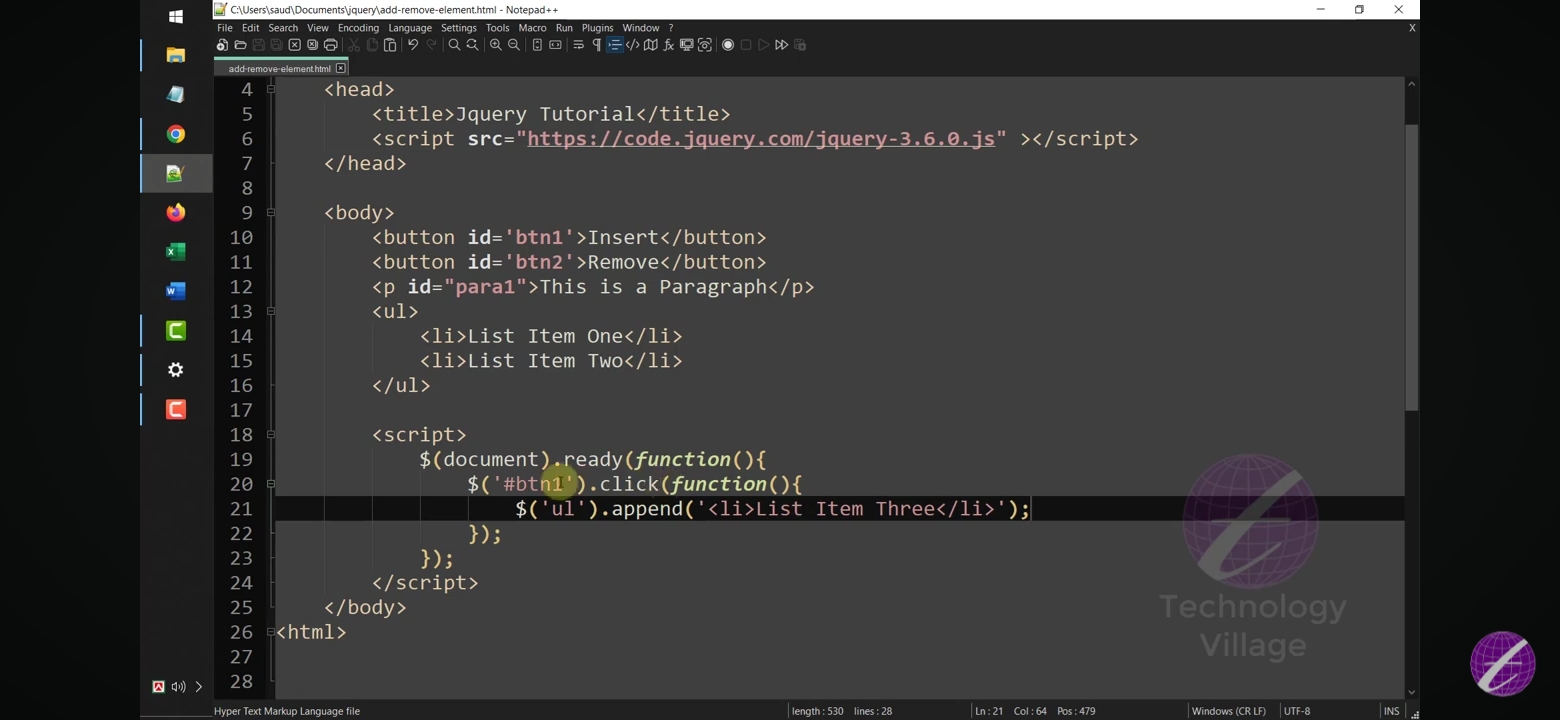 C:\Users\saud\Documents\jquery\add-remove-element.html - Notepad++
File Edit Search View Encoding Language Settings Tools Macro Run Plugins Window ? X
add-remove-element.html
4 <head>
5 <title>Jquery Tutorial</title>
6 <script src="https://code.jquery.com/jquery-3.6.0.js" ></script>
7 </head>
8
9 <body>
10 <button id='btn1'>Insert</button>
11 <button id='btn2'>Remove</button>
12 <p id="para1">This is a Paragraph</p>
13 <ul>
14 <li>List Item One</li>
15 <li>List Item Two</li>
16 </ul>
17
18 <script>
19 $(document).ready(function(){
20 $('#btn1').click(function(){
21 $('ul').append('<li>List Item Three</li>');
22 });
23 });
24 </script>
25 </body>
26 <html>
27
28
Technology
Village
Hyper Text Markup Language file length : 530 lines : 28 Ln : 21 Col : 64 Pos : 479 Windows (CR LF) UTF-8 INS